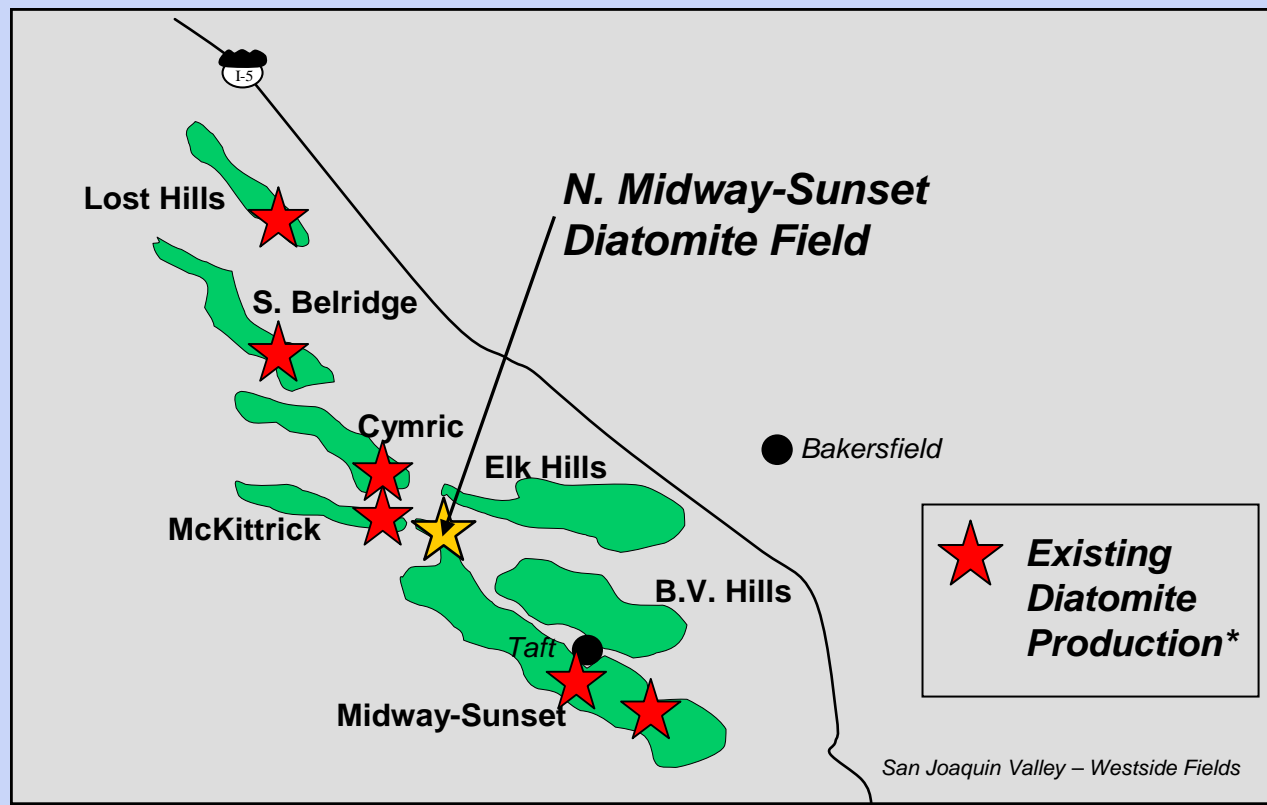 I-5
Lost Hills
N. Midway-Sunset
Diatomite Field
S. Belridge
Cymric
Bakersfield
Elk Hills
McKittrick
Existing
Diatomite
Production*
B.V. Hills
Taft
Midway-Sunset
San Joaquin Valley – Westside Fields